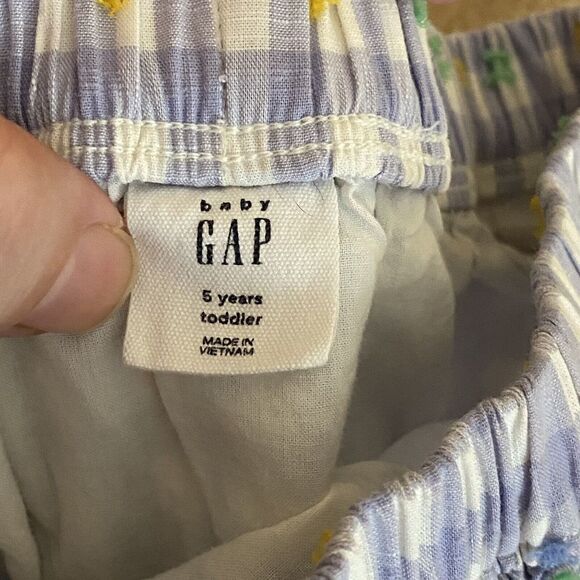 baby
GAP
5 years
toddler
MADE IN
VIETNAM